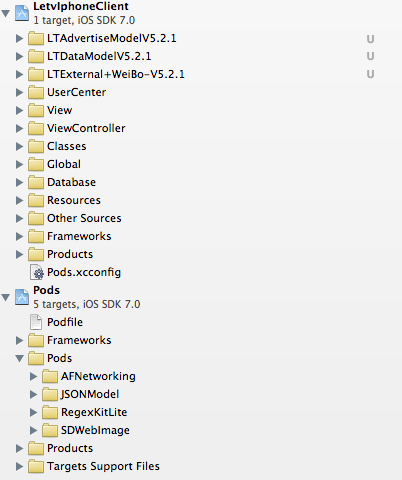 LetvIphoneClient
1 target, iOS SDK 7.0
LTAdvertiseModelV5.2.1 U
LTDataModelV5.2.1 U
LTExternal+WeiBo-V5.2.1 U
UserCenter
View
ViewController
Classes
Global
Database
Resources
Other Sources
Frameworks
Products
Pods.xcconfig
Pods
5 targets, iOS SDK 7.0
Podfile
Frameworks
Pods
AFNetworking
JSONModel
RegexKitLite
SDWebImage
Products
Targets Support Files